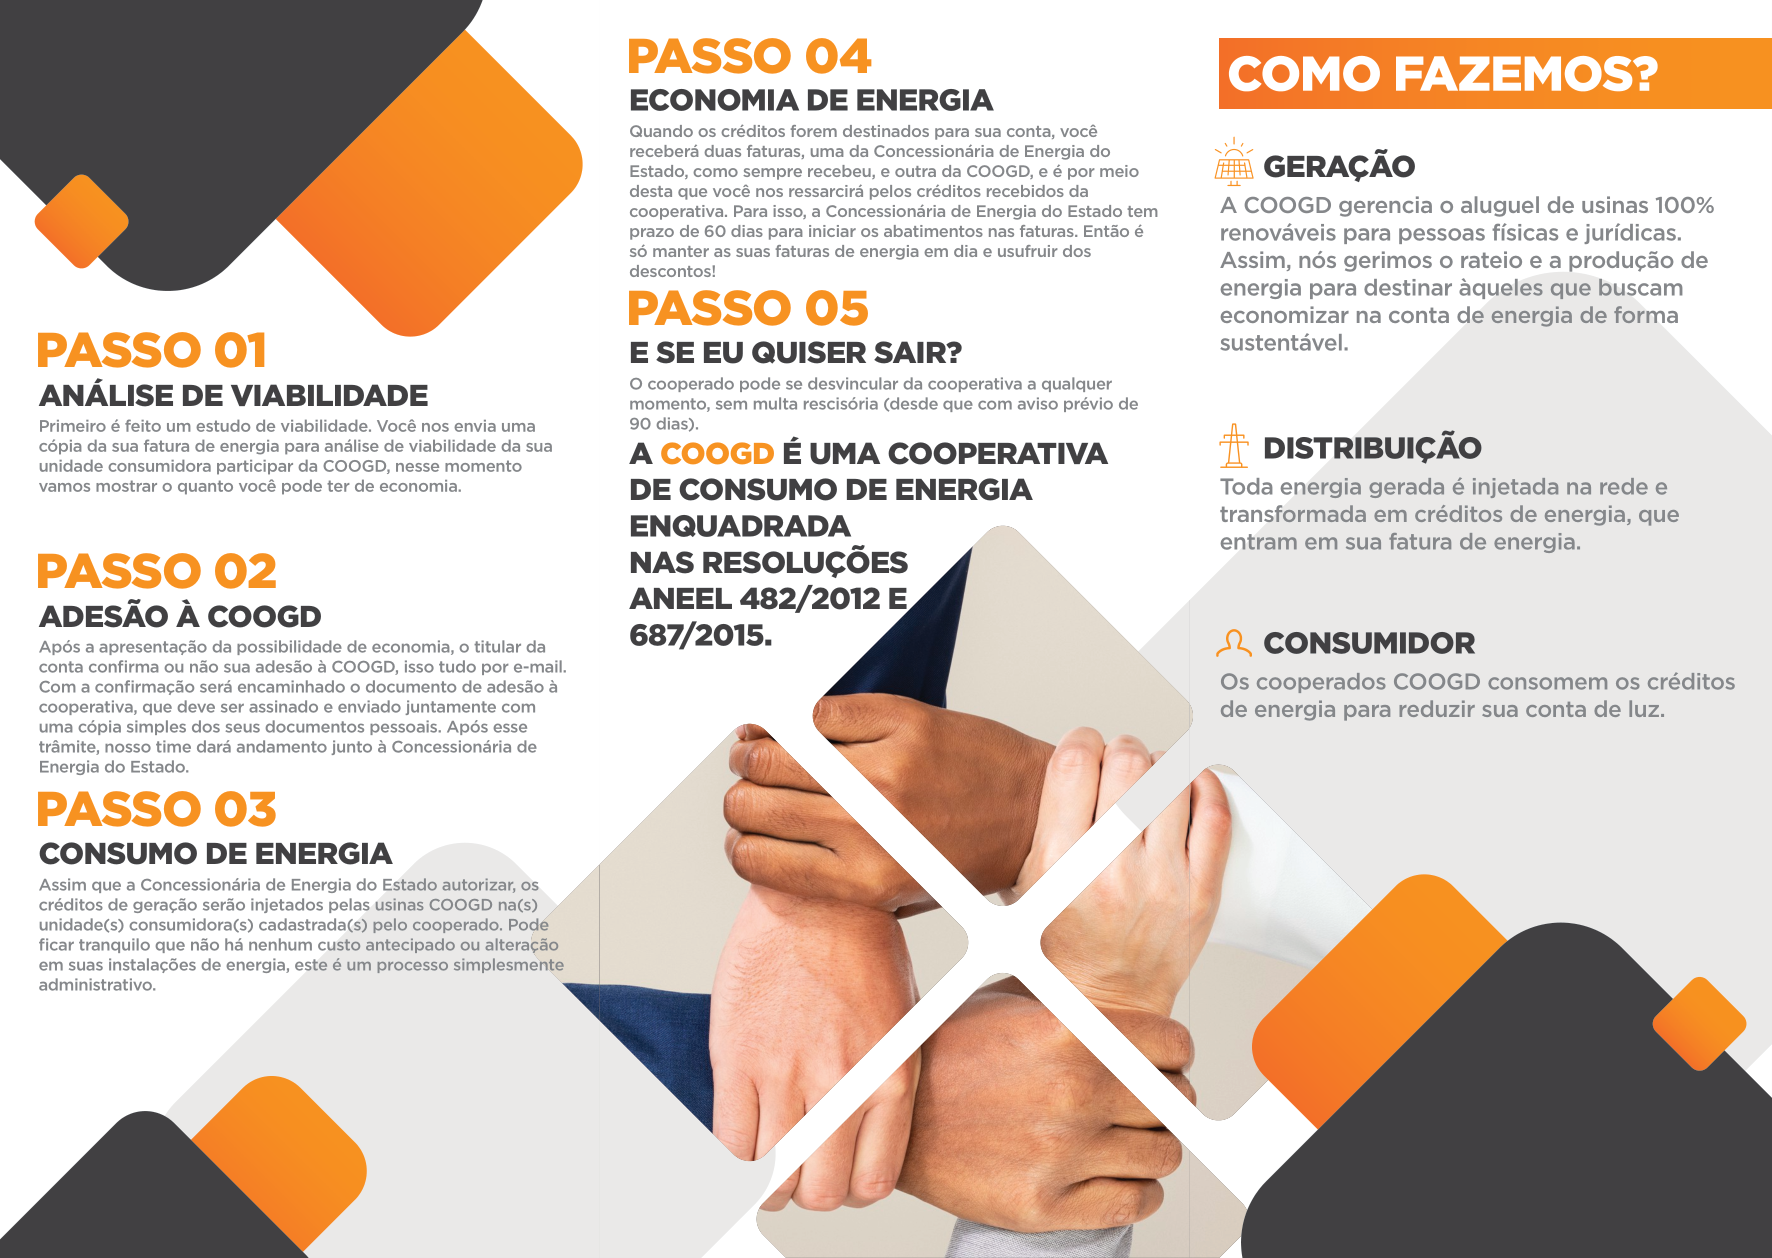 PASSO 01
ANÁLISE DE VIABILIDADE
Primeiro é feito um estudo de viabilidade. Você nos envia uma
cópia da sua fatura de energia para análise de viabilidade da sua
unidade consumidora participar da COOGD, nesse momento
vamos mostrar o quanto você pode ter de economia.
PASSO 02
ADESÃO À COOGD
Após a apresentação da possibilidade de economia, o titular da
conta confirma ou não sua adesão à COOGD, isso tudo por e-mail.
Com a confirmação será encaminhado o documento de adesão à
cooperativa, que deve ser assinado e enviado juntamente com
uma cópia simples dos seus documentos pessoais. Após esse
trâmite, nosso time dará andamento junto à Concessionária de
Energia do Estado.
PASSO 03
CONSUMO DE ENERGIA
Assim que a Concessionária de Energia do Estado autorizar, os
créditos de geração serão injetados pelas usinas COOGD na(s)
unidade(s) consumidora(s) cadastrada(s) pelo cooperado. Pode
ficar tranquilo que não há nenhum custo antecipado ou alteração
em suas instalações de energia, este é um processo simplesmente
administrativo.
PASSO 04
ECONOMIA DE ENERGIA
Quando os créditos forem destinados para sua conta, você
receberá duas faturas, uma da Concessionária de Energia do
Estado, como sempre recebeu, e outra da COOGD, e é por meio
desta que você nos ressarcirá pelos créditos recebidos da
cooperativa. Para isso, a Concessionária de Energia do Estado tem
prazo de 60 dias para iniciar os abatimentos nas faturas. Então é
só manter as suas faturas de energia em dia e usufruir dos
descontos!
PASSO 05
E SE EU QUISER SAIR?
O cooperado pode se desvincular da cooperativa a qualquer
momento, sem multa rescisória (desde que com aviso prévio de
90 dias).
A COOGD É UMA COOPERATIVA
DE CONSUMO DE ENERGIA
ENQUADRADA
NAS RESOLUÇÕES
ANEEL 482/2012 E
687/2015.
COMO FAZEMOS?
GERAÇÃO
A COOGD gerencia o aluguel de usinas 100%
renováveis para pessoas físicas e jurídicas.
Assim, nós gerimos o rateio e a produção de
energia para destinar àqueles que buscam
economizar na conta de energia de forma
sustentável.
DISTRIBUIÇÃO
Toda energia gerada é injetada na rede e
transformada em créditos de energia, que
entram em sua fatura de energia.
CONSUMIDOR
Os cooperados COOGD consomem os créditos
de energia para reduzir sua conta de luz.